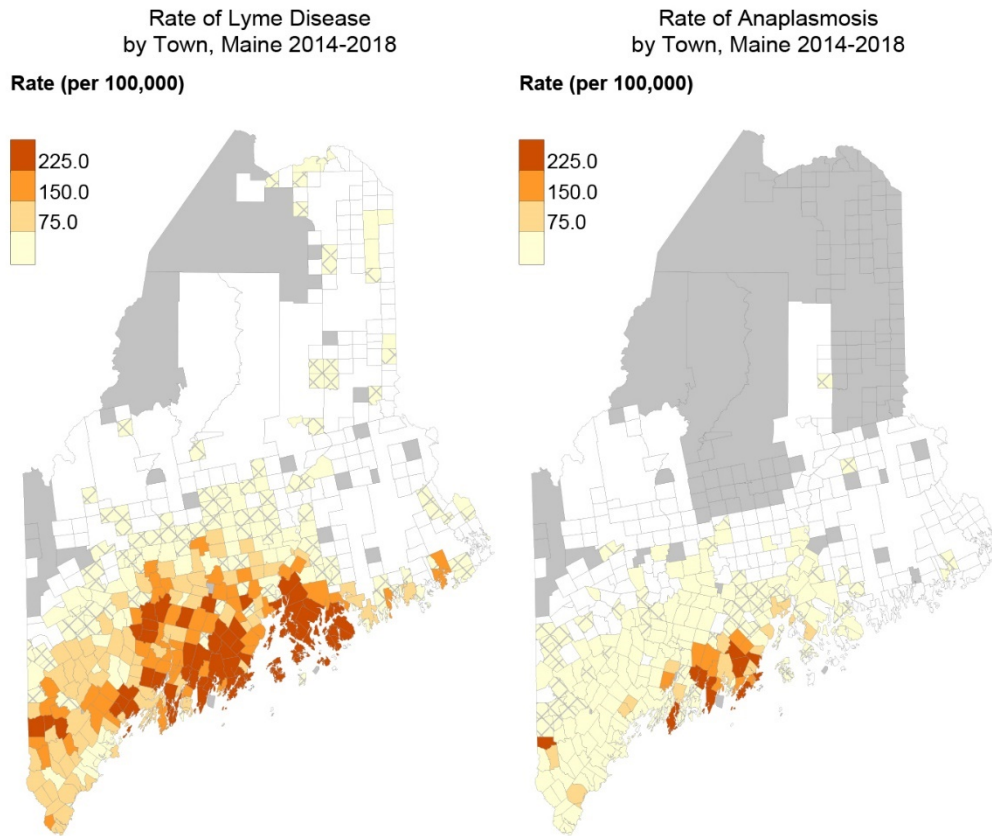 Rate of Lyme Disease
by Town, Maine 2014-2018
Rate (per 100,000)
225.0
150.0
75.0
Rate of Anaplasmosis
by Town, Maine 2014-2018
Rate (per 100,000)
225.0
150.0
75.0